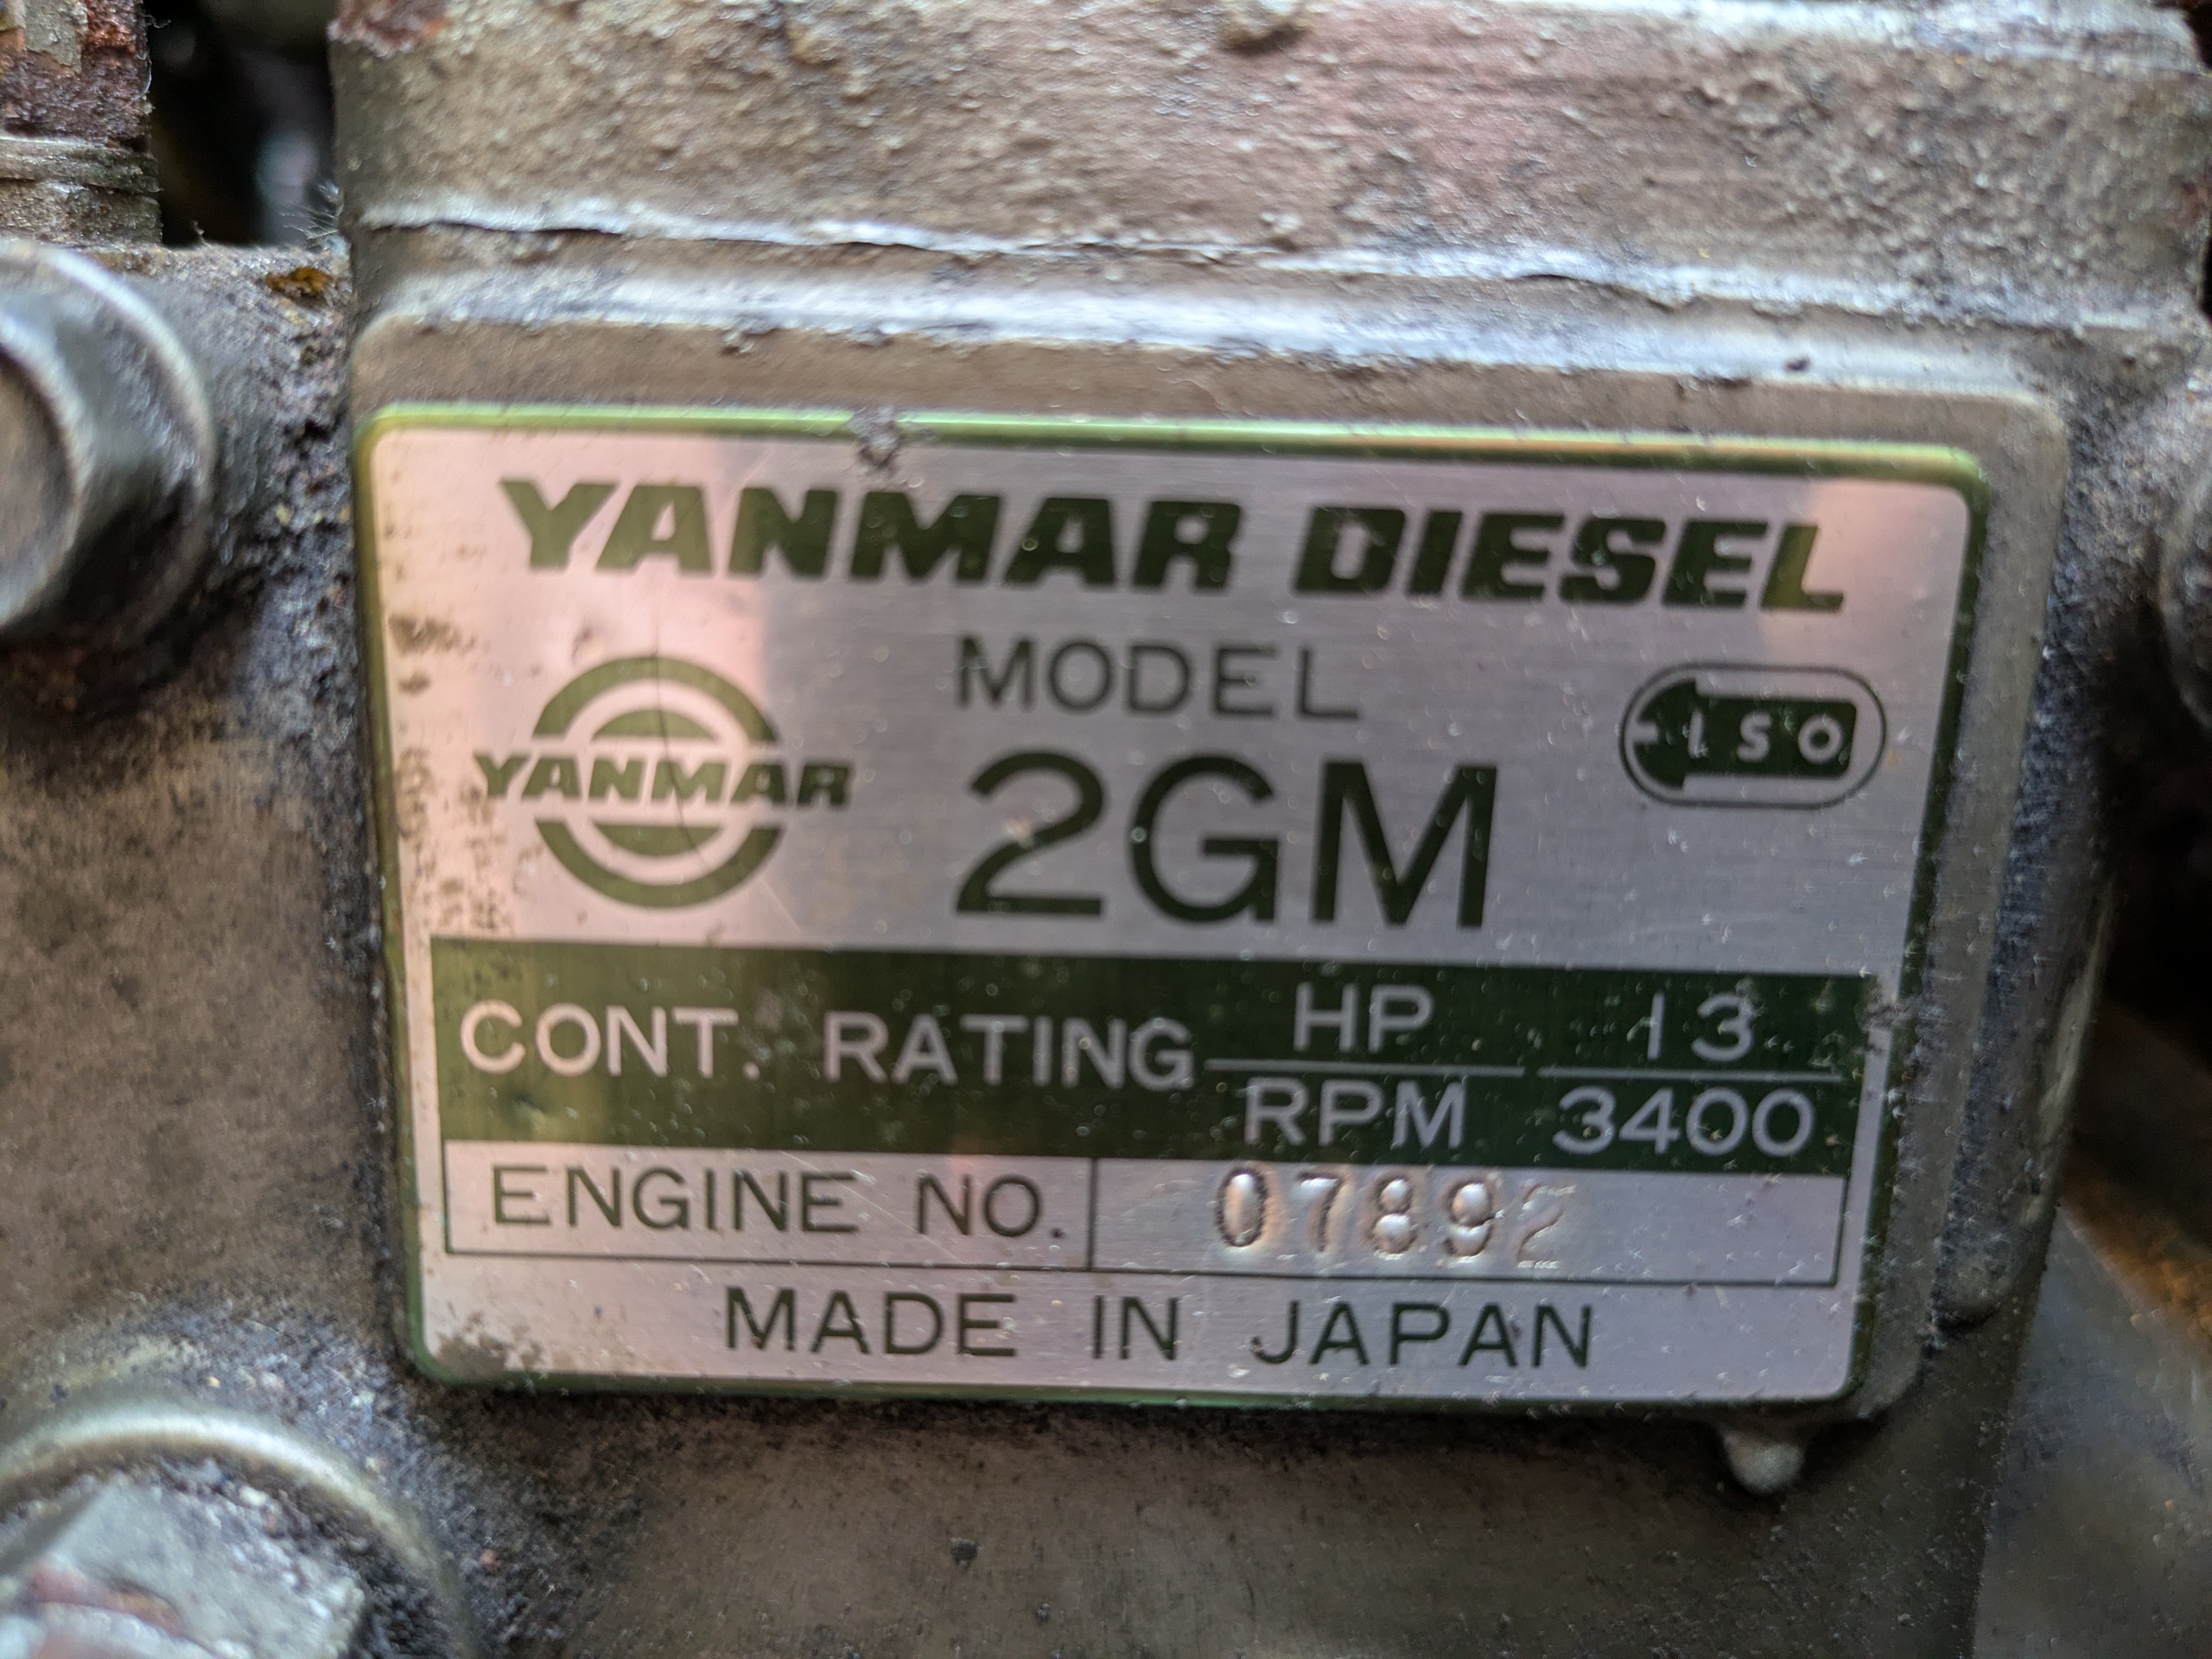 YANMAR DIESEL
MODEL
YANMAR
2GM
ISO
CONT. RATING HP 13
RPM 3400
ENGINE NO. 07892
MADE IN JAPAN